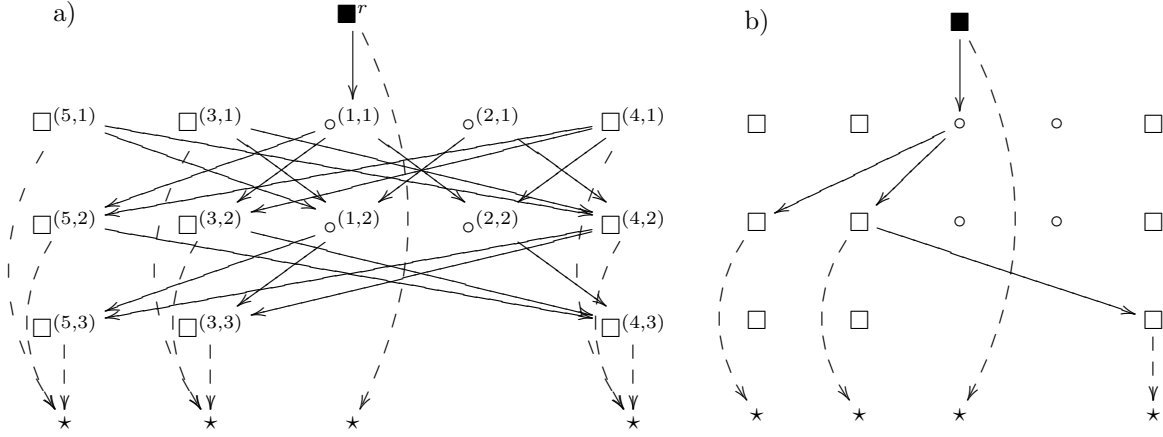 a) r b)
(5,1) (3,1) (1,1) (2,1) (4,1)
(5,2) (3,2) (1,2) (2,2) (4,2)
(5,3) (3,3) (4,3)